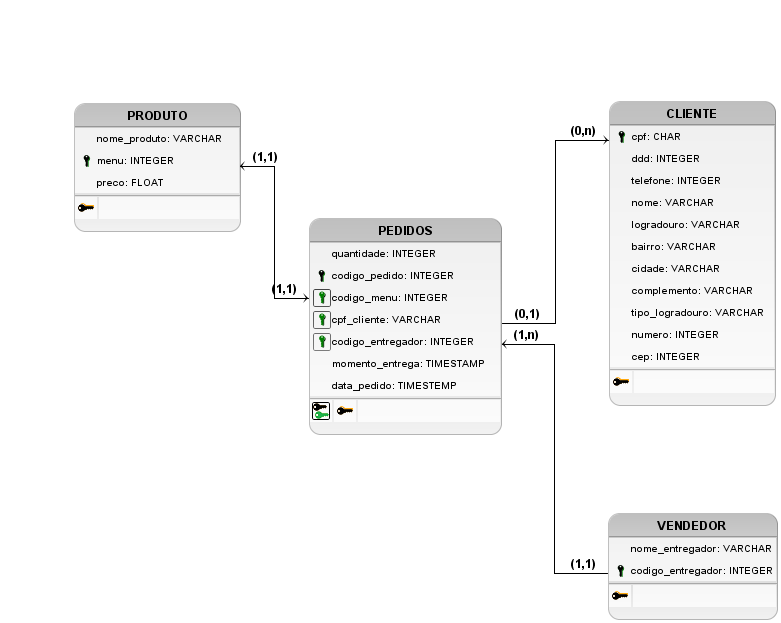 PRODUTO
nome_produto: VARCHAR
menu: INTEGER
preco: FLOAT
(1,1)
(1,1)
PEDIDOS
quantidade: INTEGER
codigo_pedido: INTEGER
codigo_menu: INTEGER
cpf_cliente: VARCHAR
codigo_entregador: INTEGER
momento_entrega: TIMESTAMP
data_pedido: TIMESTEMP
(0,1)
(1,n)
(0,n)
CLIENTE
cpf: CHAR
ddd: INTEGER
telefone: INTEGER
nome: VARCHAR
logradouro: VARCHAR
bairro: VARCHAR
cidade: VARCHAR
complemento: VARCHAR
tipo_logradouro: VARCHAR
numero: INTEGER
cep: INTEGER
(1,1)
VENDEDOR
nome_entregador: VARCHAR
codigo_entregador: INTEGER